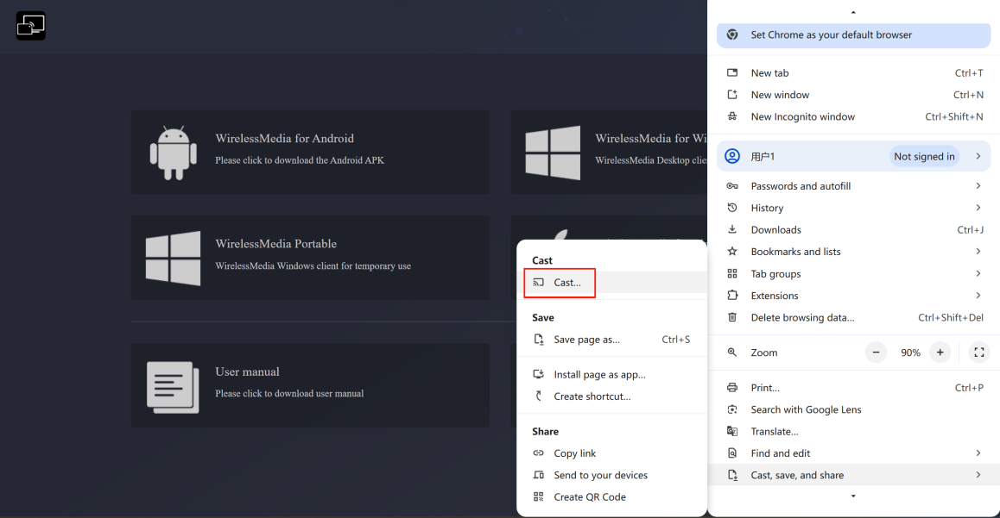 WirelessMedia for Android
Please click to download the Android APK
WirelessMedia for Wi
WirelessMedia Desktop clie
WirelessMedia Portable
WirelessMedia Windows client for temporary use
User manual
Please click to download user manual
Cast
Cast...
Save
Save page as... Ctrl+S
Install page as app...
Create shortcut...
Share
Copy link
Send to your devices
Create QR Code
Set Chrome as your default browser
New tab Ctrl+T
New window Ctrl+N
New Incognito window Ctrl+Shift+N
用户1 Not signed in
Passwords and autofill
History
Downloads Ctrl+J
Bookmarks and lists
Tab groups
Extensions
Delete browsing data... Ctrl+Shift+Del
Zoom 90%
Print... Ctrl+P
Search with Google Lens
Translate...
Find and edit
Cast, save, and share